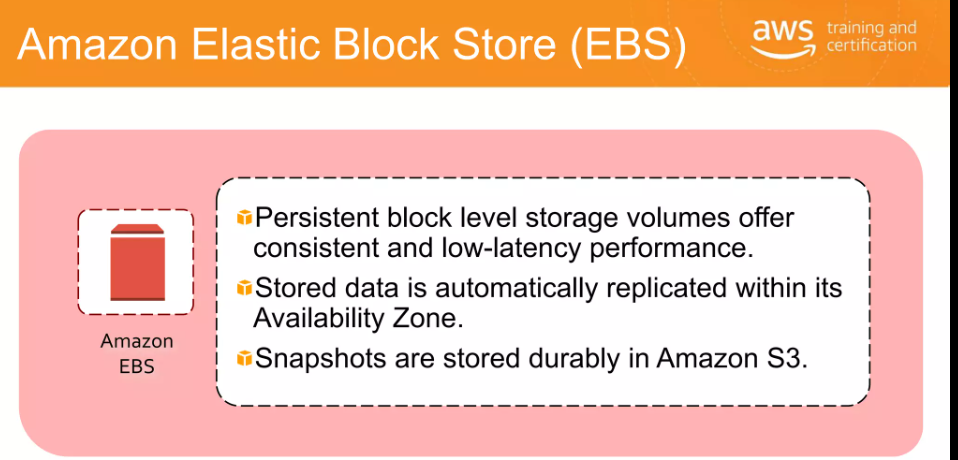 Amazon Elastic Block Store (EBS)
aws training and
certification
Persistent block level storage volumes offer
consistent and low-latency performance.
Stored data is automatically replicated within its
Availability Zone.
Snapshots are stored durably in Amazon S3.
Amazon
EBS